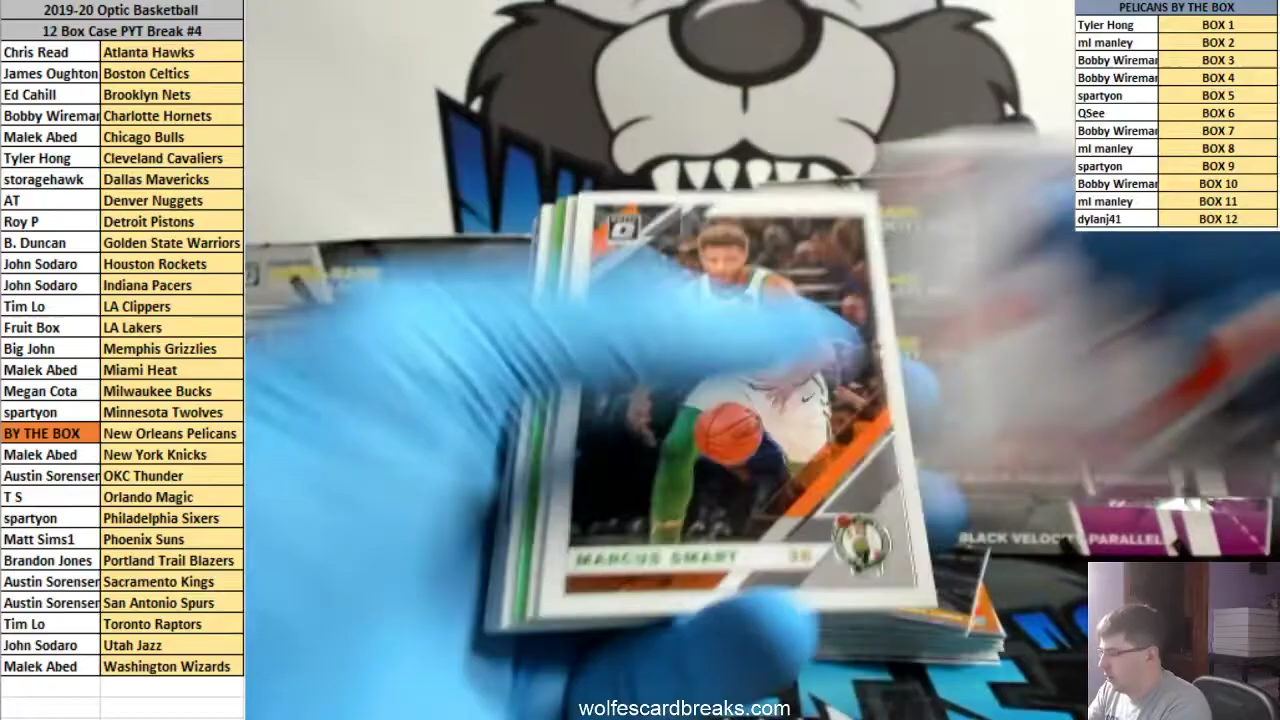 2019-20 Optic Basketball
12 Box Case PYT Break #4
Chris Read Atlanta Hawks
James Oughton Boston Celtics
Ed Cahill Brooklyn Nets
Bobby Wiremar Charlotte Hornets
Malek Abed Chicago Bulls
Tyler Hong Cleveland Cavaliers
storagehawk Dallas Mavericks
AT Denver Nuggets
Roy P Detroit Pistons
B. Duncan Golden State Warriors
John Sodaro Houston Rockets
John Sodaro Indiana Pacers
Tim Lo LA Clippers
Fruit Box LA Lakers
Big John Memphis Grizzlies
Malek Abed Miami Heat
Megan Cota Milwaukee Bucks
spartyon Minnesota Twolves
BY THE BOX New Orleans Pelicans
Malek Abed New York Knicks
Austin Sorenser OKC Thunder
T S Orlando Magic
spartyon Philadelphia Sixers
Matt Sims1 Phoenix Suns
Brandon Jones Portland Trail Blazers
Austin Sorenser Sacramento Kings
Austin Sorenser San Antonio Spurs
Tim Lo Toronto Raptors
John Sodaro Utah Jazz
Malek Abed Washington Wizards
PELICANS BY THE BOX
Tyler Hong BOX 1
ml manley BOX 2
Bobby Wiremar BOX 3
Bobby Wiremar BOX 4
spartyon BOX 5
QSee BOX 6
Bobby Wiremar BOX 7
ml manley BOX 8
spartyon BOX 9
Bobby Wiremar BOX 10
ml manley BOX 11
dylanj41 BOX 12
MARCUS SMART 36
BLACK VELOCITY PARALLEL
wolfescardbreaks.com